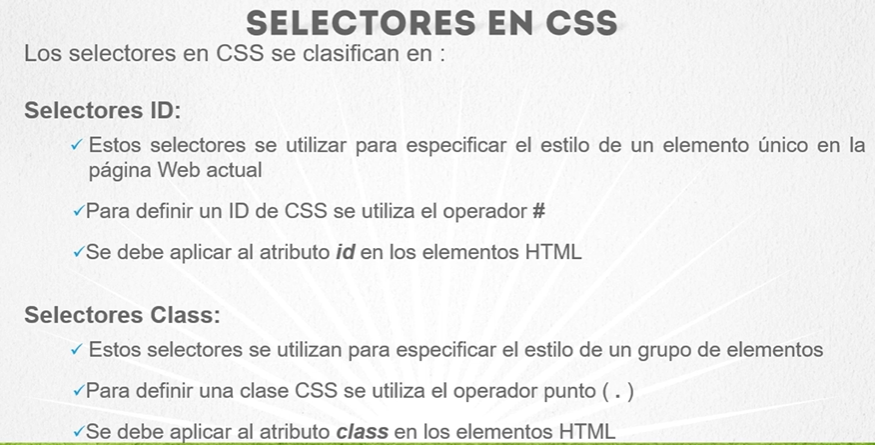 SELECTORES EN CSS
Los selectores en CSS se clasifican en :
Selectores ID:
✓ Estos selectores se utilizar para especificar el estilo de un elemento único en la
página Web actual
✓Para definir un ID de CSS se utiliza el operador #
✓Se debe aplicar al atributo id en los elementos HTML
Selectores Class:
✓ Estos selectores se utilizan para especificar el estilo de un grupo de elementos
✓Para definir una clase CSS se utiliza el operador punto ( . )
✓Se debe aplicar al atributo class en los elementos HTML